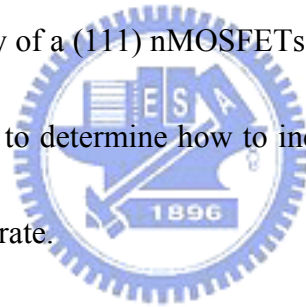 y of a (111) nMOSFETs
to determine how to in
1896
rate.